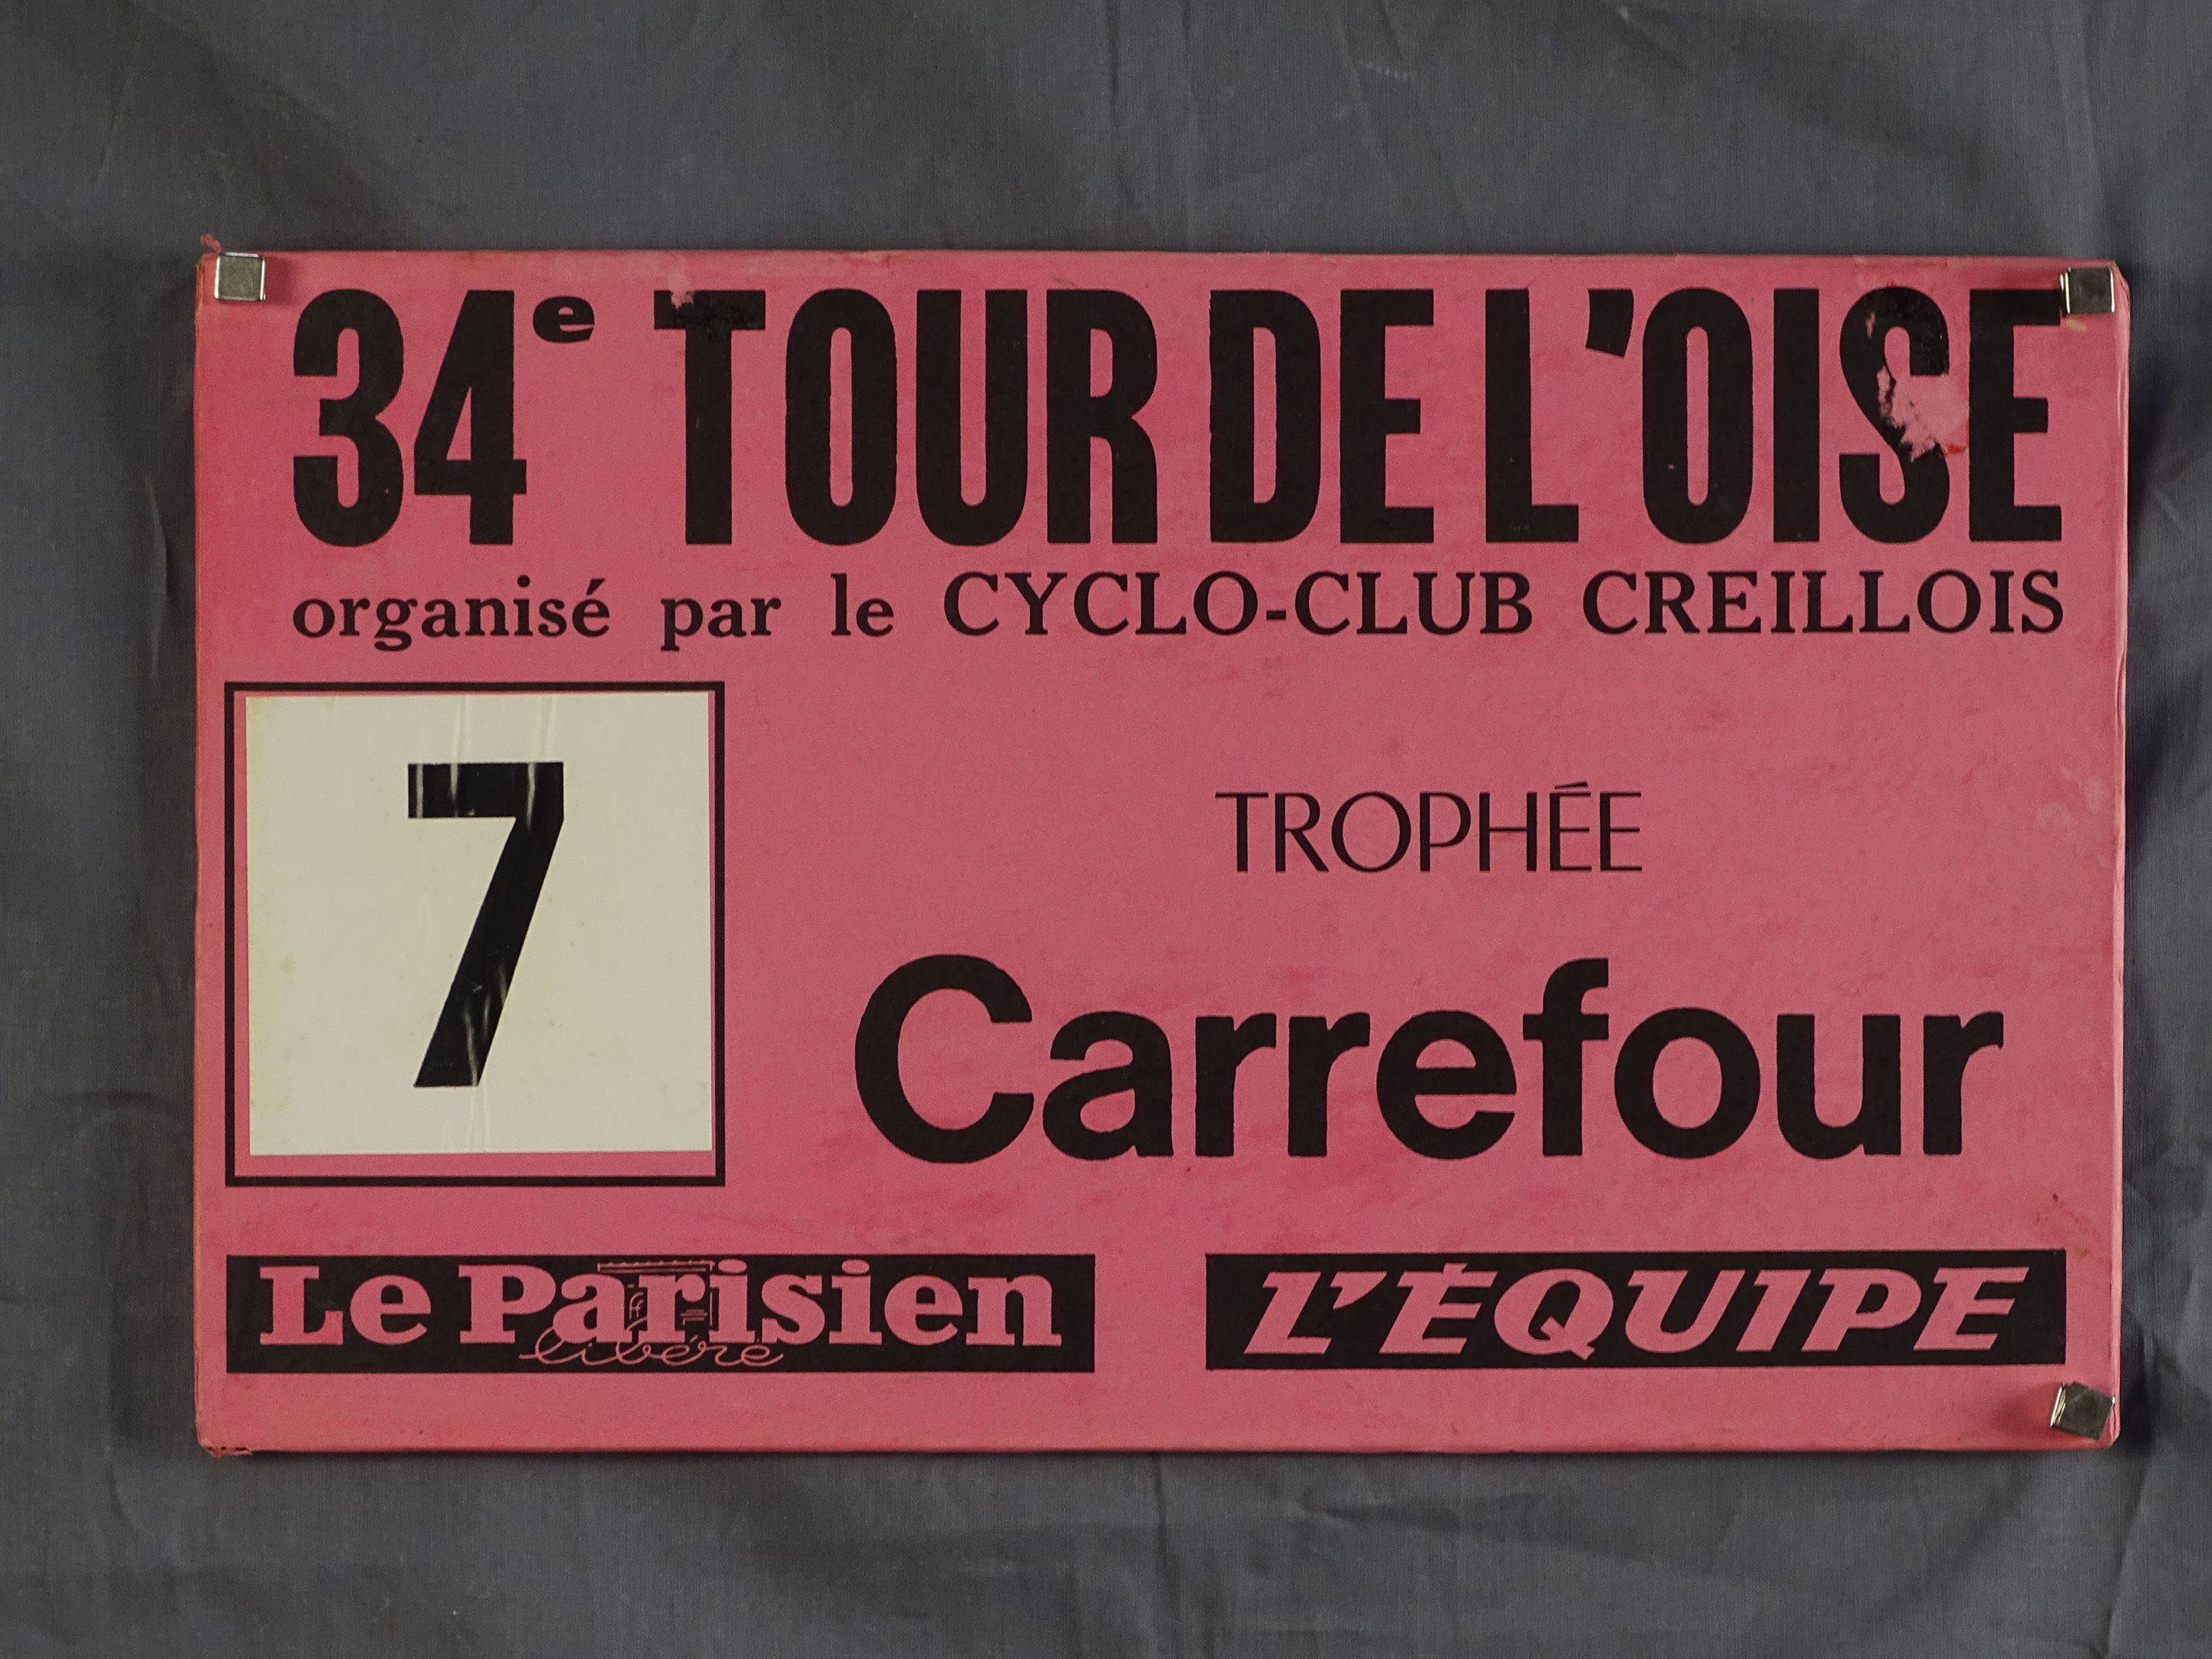 34e TOUR DE L'OISE
organisé par le CYCLO-CLUB CREILLOIS
7
TROPHÉE
Carrefour
Le Parisien
libéré
L'ÉQUIPE